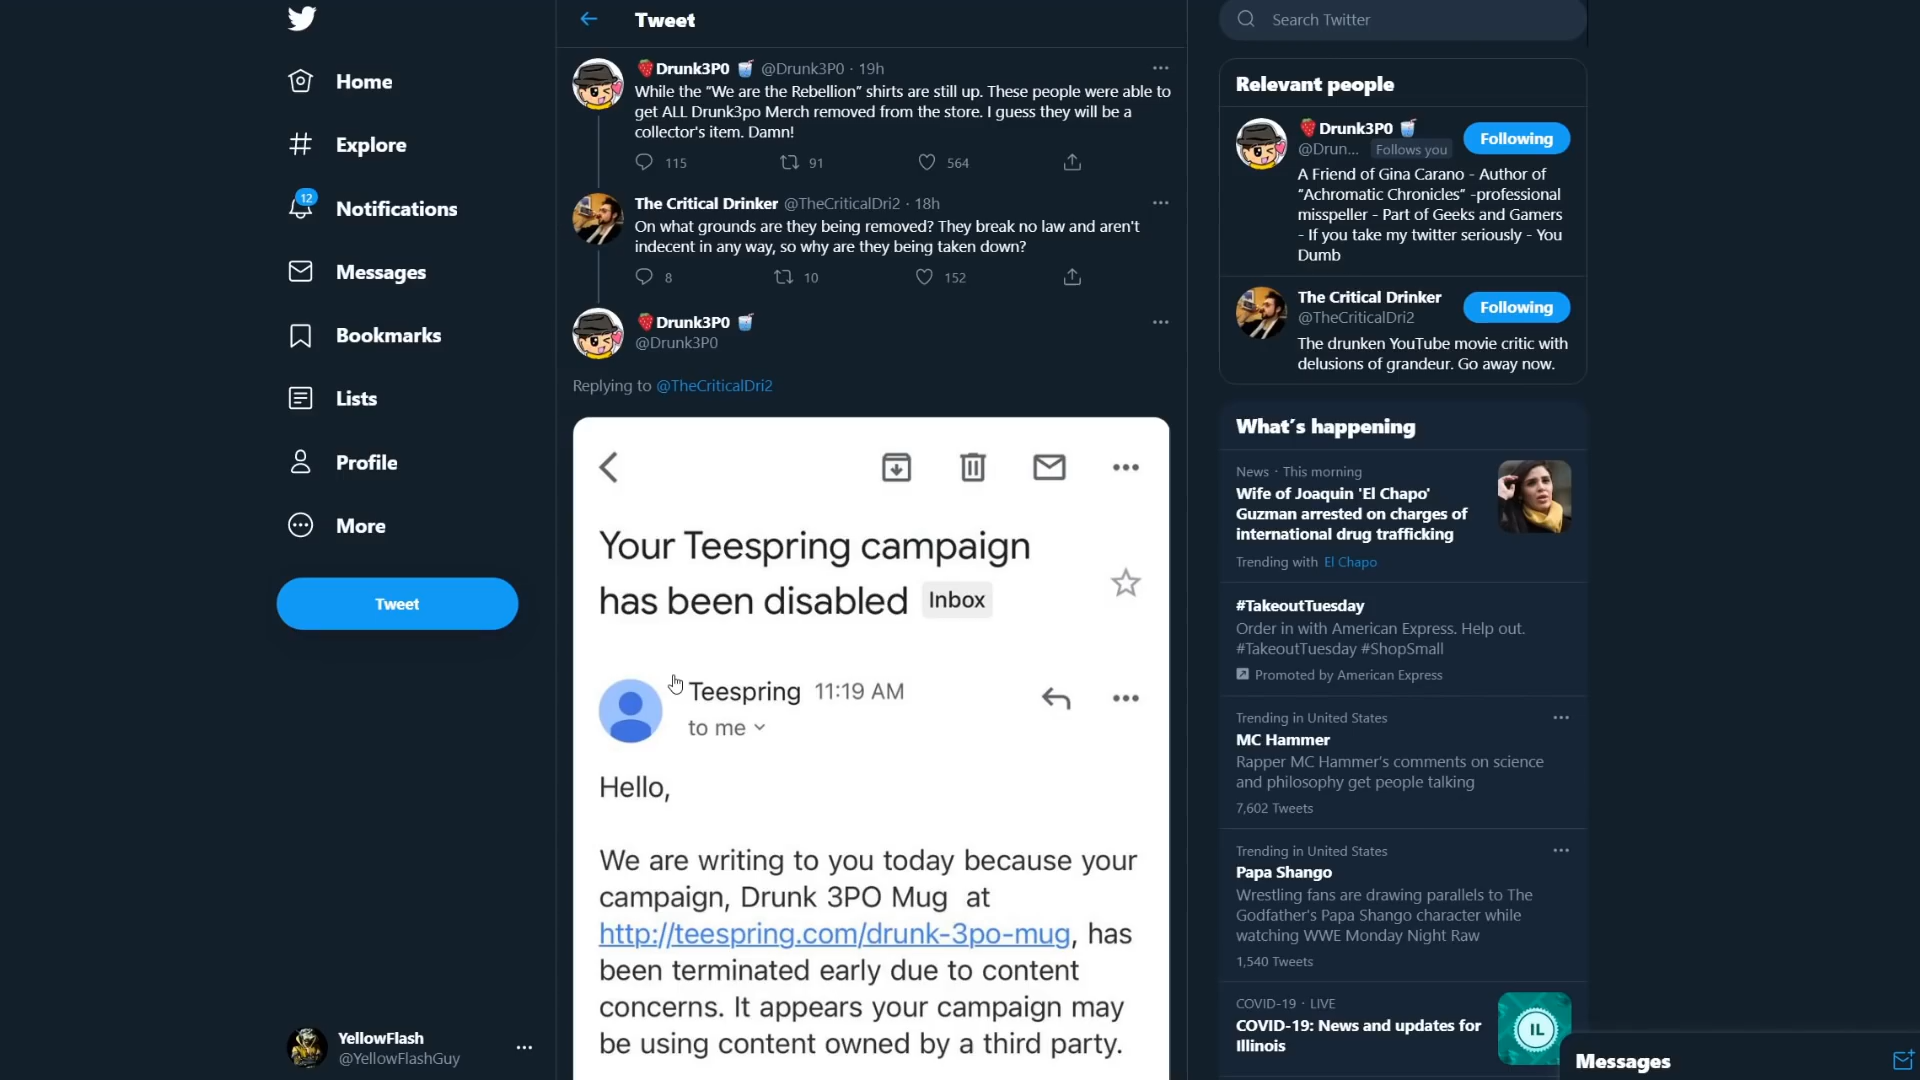 Home
Explore
12
Notifications
Messages
Bookmarks
Lists
Profile
More
Tweet
YellowFlash
@YellowFlashGuy
Tweet
Drunk3P0 @Drunk3P0 · 19h
While the "We are the Rebellion" shirts are still up. These people were able to
get ALL Drunk3po Merch removed from the store. I guess they will be a
collector's item. Damn!
115 91 564
The Critical Drinker @TheCriticalDri2 · 18h
On what grounds are they being removed? They break no law and aren't
indecent in any way, so why are they being taken down?
8 10 152
Drunk3P0
@Drunk3P0
Replying to @TheCriticalDri2
Your Teespring campaign
has been disabled Inbox
Teespring 11:19 AM
to me
Hello,
We are writing to you today because your
campaign, Drunk 3PO Mug at
http://teespring.com/drunk-3po-mug, has
been terminated early due to content
concerns. It appears your campaign may
be using content owned by a third party.
Search Twitter
Relevant people
Drunk3P0
@Drun... Follows you
Following
A Friend of Gina Carano - Author of
"Achromatic Chronicles" -professional
misspeller - Part of Geeks and Gamers
- If you take my twitter seriously - You
Dumb
The Critical Drinker
@TheCriticalDri2
Following
The drunken YouTube movie critic with
delusions of grandeur. Go away now.
What's happening
News · This morning
Wife of Joaquin 'El Chapo'
Guzman arrested on charges of
international drug trafficking
Trending with El Chapo
#TakeoutTuesday
Order in with American Express. Help out.
#TakeoutTuesday #ShopSmall
Promoted by American Express
Trending in United States
MC Hammer
Rapper MC Hammer's comments on science
and philosophy get people talking
7,602 Tweets
Trending in United States
Papa Shango
Wrestling fans are drawing parallels to The
Godfather's Papa Shango character while
watching WWE Monday Night Raw
1,540 Tweets
COVID-19 · LIVE
COVID-19: News and updates for
Illinois
IL
Messages